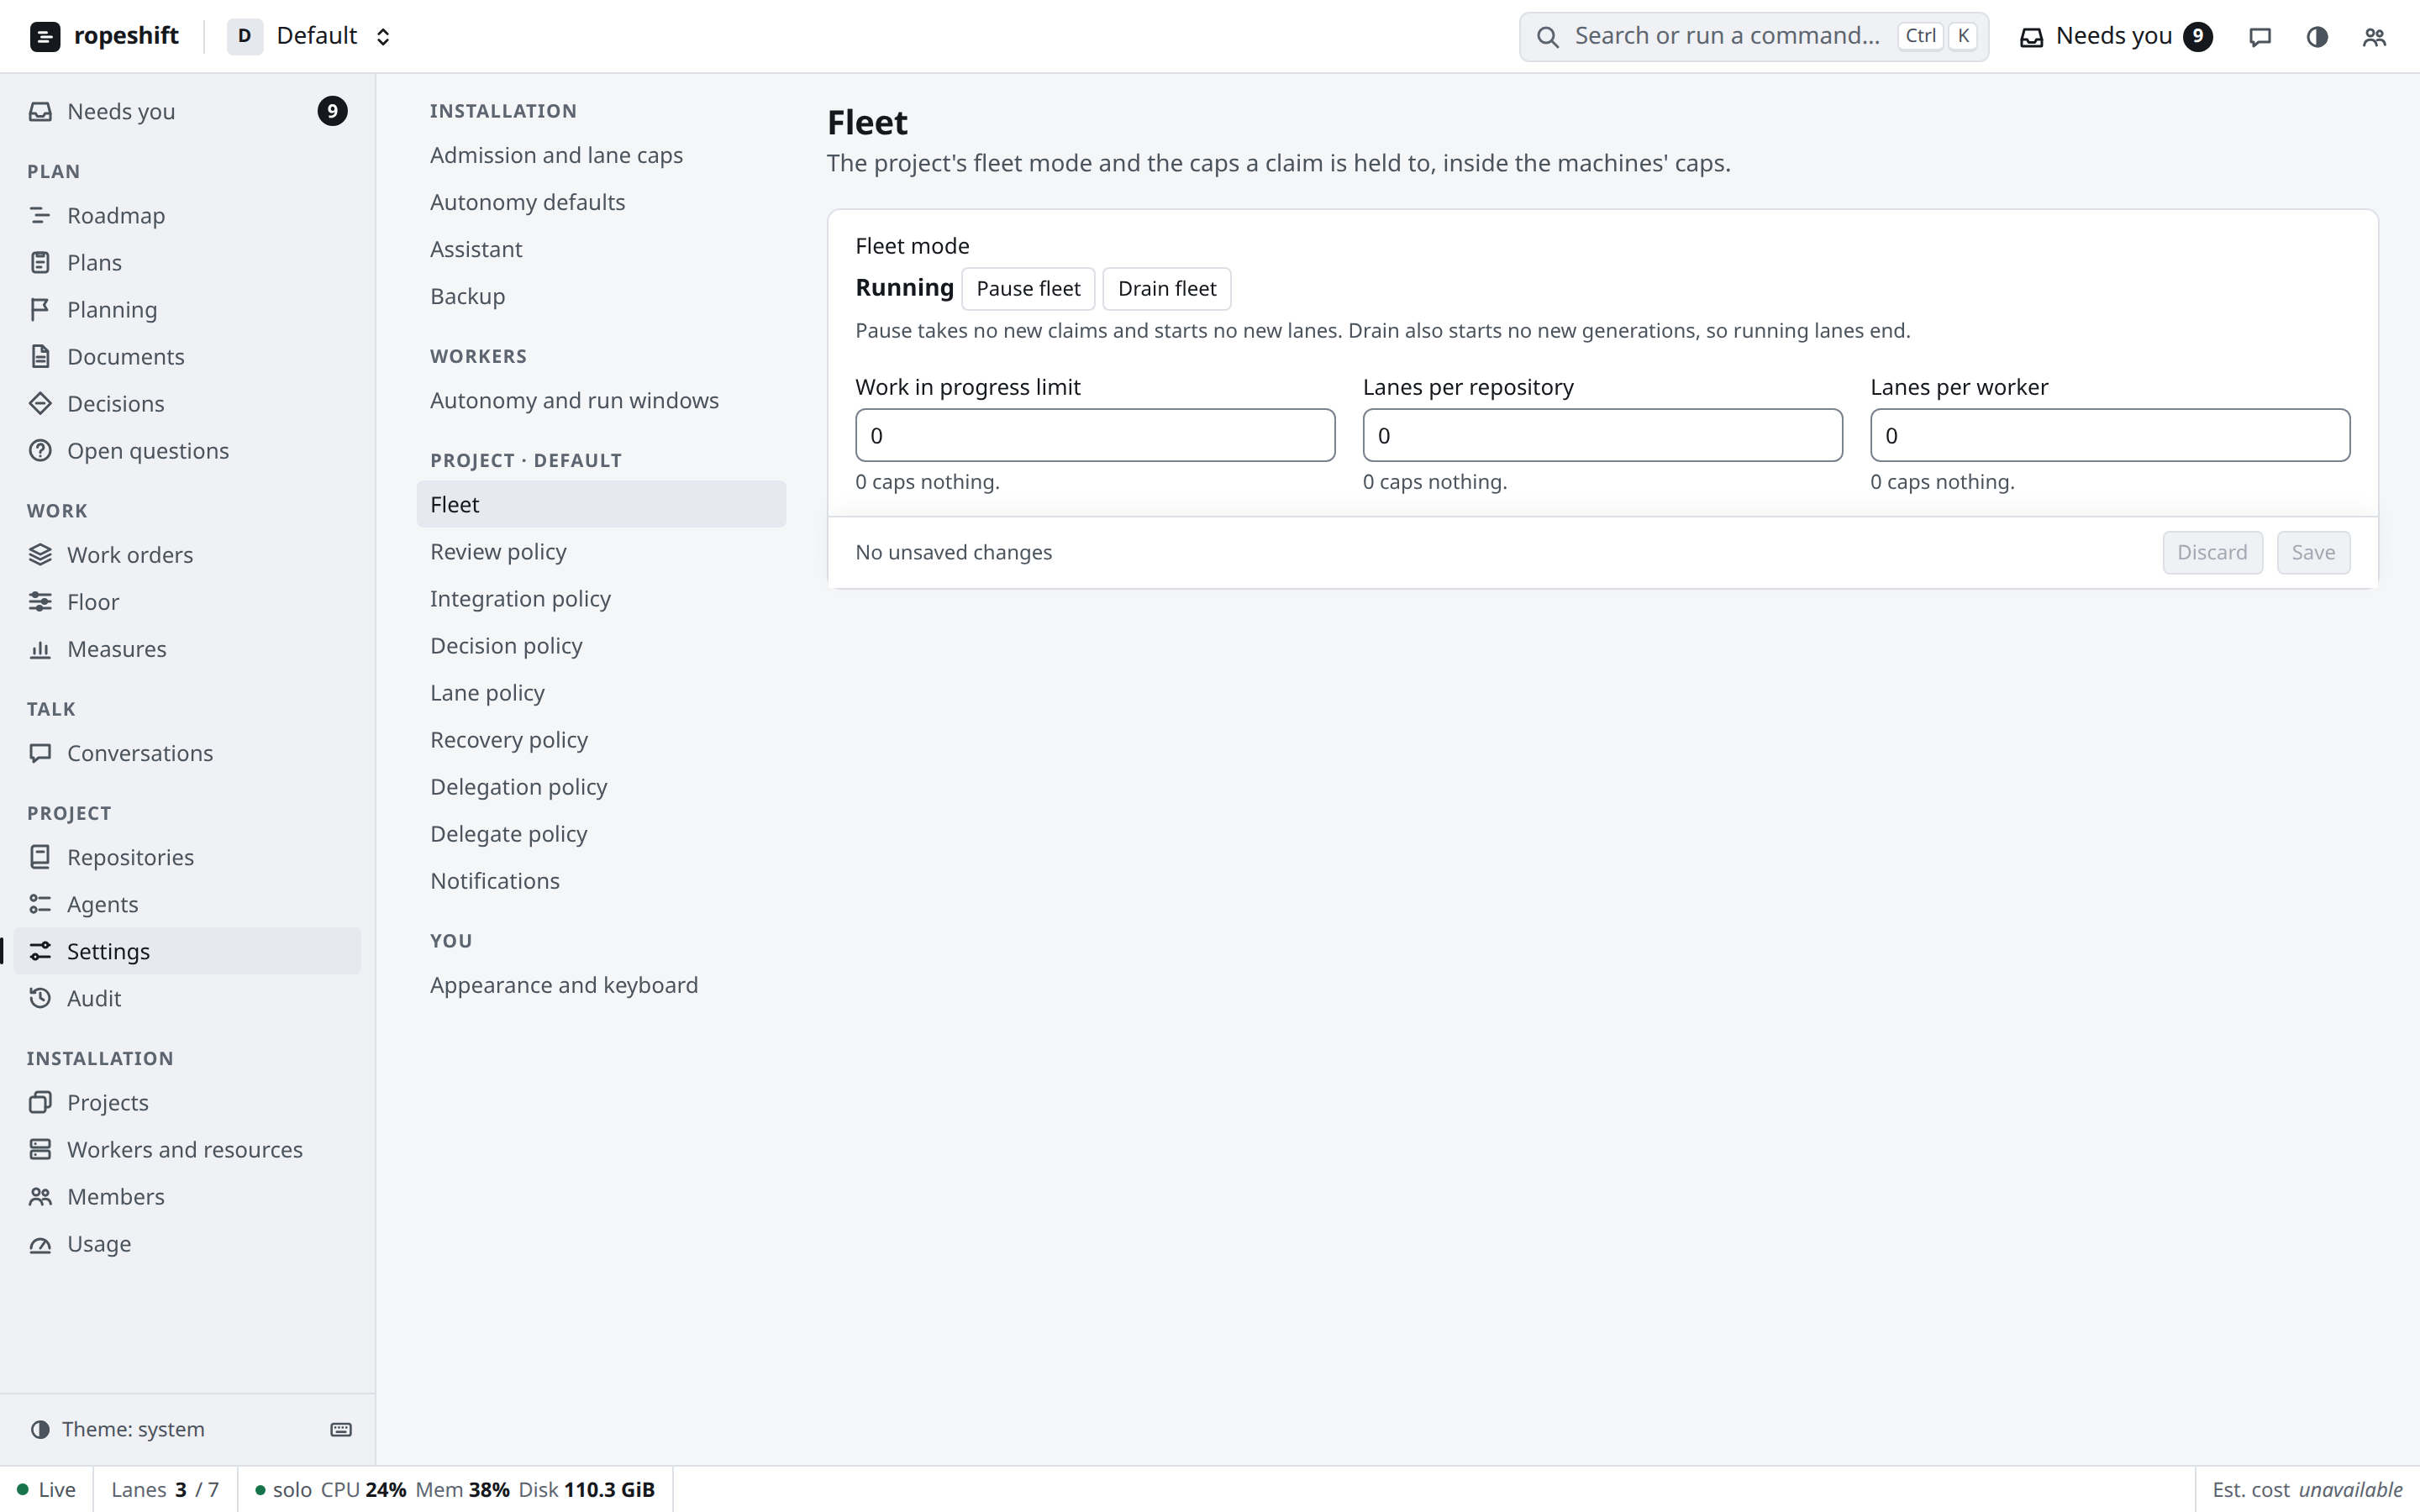 ropeshift
D Default
Search or run a command... Ctrl K
Needs you 9
Needs you 9
PLAN
Roadmap
Plans
Planning
Documents
Decisions
Open questions
WORK
Work orders
Floor
Measures
TALK
Conversations
PROJECT
Repositories
Agents
Settings
Audit
INSTALLATION
Projects
Workers and resources
Members
Usage
Theme: system
INSTALLATION
Admission and lane caps
Autonomy defaults
Assistant
Backup
WORKERS
Autonomy and run windows
PROJECT · DEFAULT
Fleet
Review policy
Integration policy
Decision policy
Lane policy
Recovery policy
Delegation policy
Delegate policy
Notifications
YOU
Appearance and keyboard
Fleet
The project's fleet mode and the caps a claim is held to, inside the machines' caps.
Fleet mode
Running Pause fleet Drain fleet
Pause takes no new claims and starts no new lanes. Drain also starts no new generations, so running lanes end.
Work in progress limit Lanes per repository Lanes per worker
0 0 0
0 caps nothing. 0 caps nothing. 0 caps nothing.
No unsaved changes Discard Save
Live Lanes 3 / 7 solo CPU 24% Mem 38% Disk 110.3 GiB Est. cost unavailable